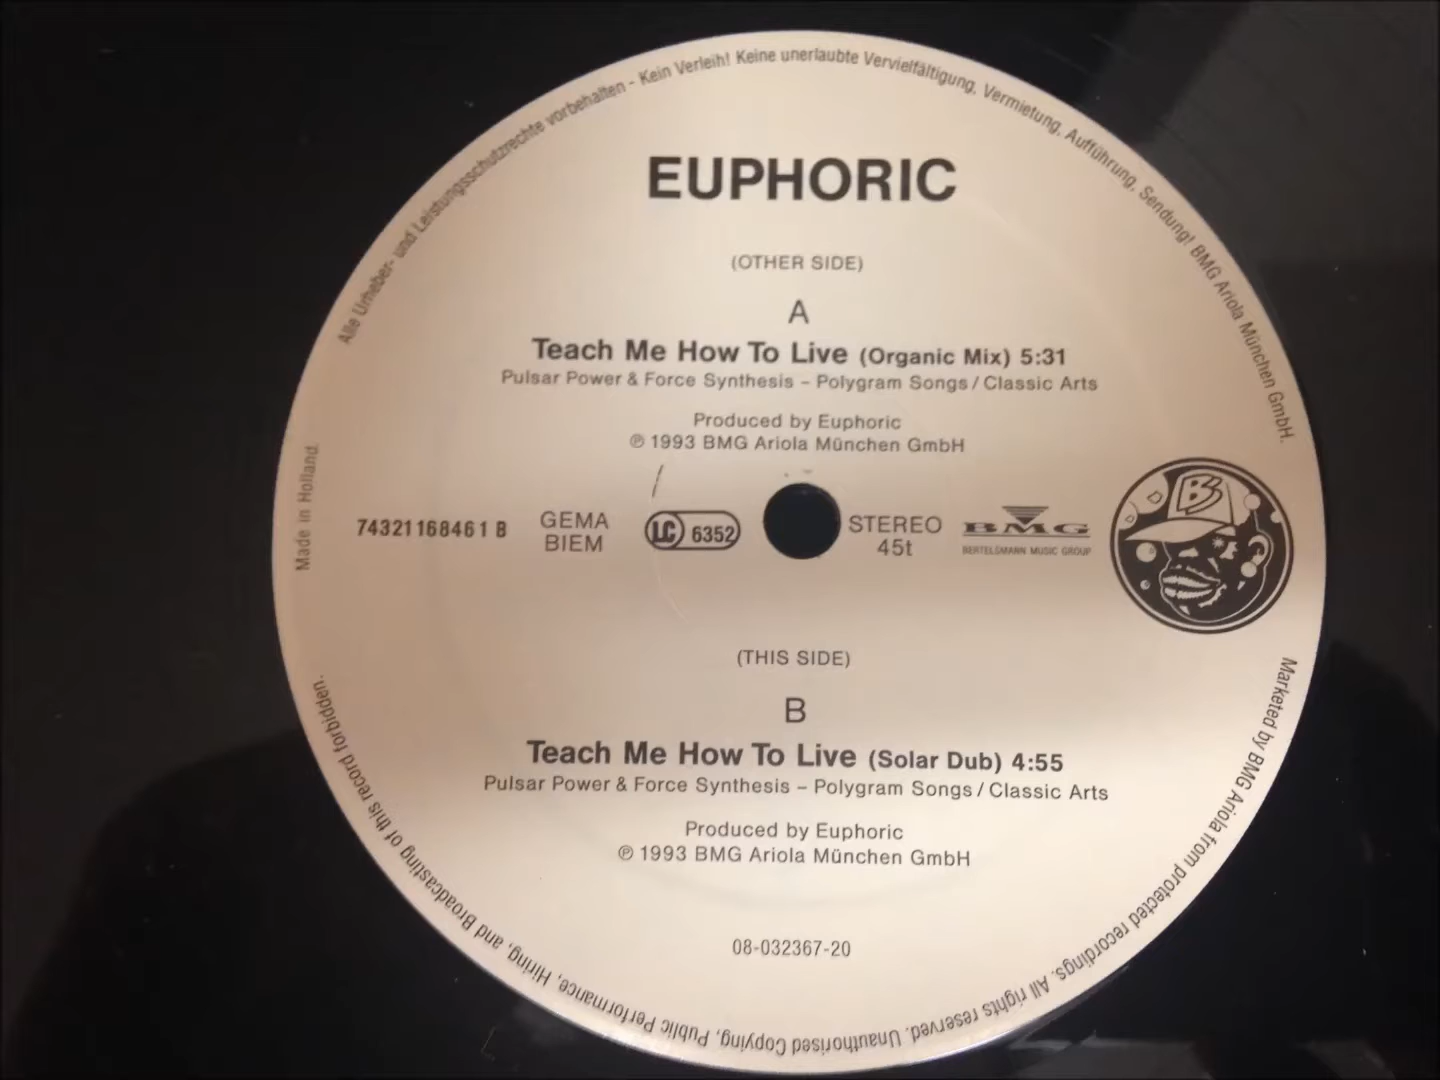 Alle Urheber- und Leistungsschutzrechte vorbehalten - Kein Verleih! Keine unerlaubte Vervielfältigung, Vermietung, Aufführung, Sendung! BMG Ariola München GmbH.
EUPHORIC
(OTHER SIDE)
A
Teach Me How To Live (Organic Mix) 5:31
Pulsar Power & Force Synthesis – Polygram Songs / Classic Arts
Produced by Euphoric
℗ 1993 BMG Ariola München GmbH
Made in Holland
74321168461 B
GEMA
BIEM
LC 6352
STEREO
45t
BMG
BERTELSMANN MUSIC GROUP
B's
(THIS SIDE)
B
Teach Me How To Live (Solar Dub) 4:55
Pulsar Power & Force Synthesis – Polygram Songs / Classic Arts
Produced by Euphoric
℗ 1993 BMG Ariola München GmbH
08-032367-20
Marketed by BMG Ariola from protected recordings. All rights reserved. Unauthorised Copying, Public Performance, Hiring, and Broadcasting of this record forbidden.